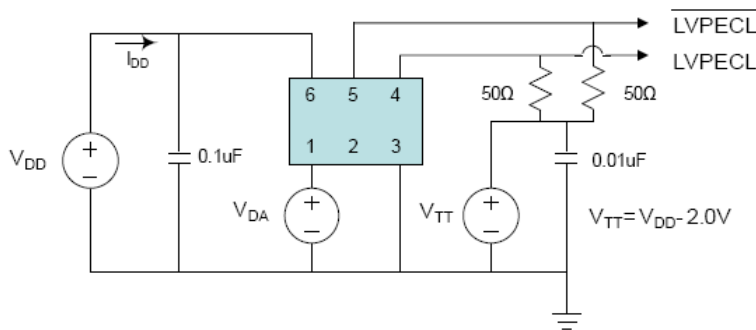 L̅V̅P̅E̅C̅L̅
LVPECL
I_DD
6 5 4
50Ω
50Ω
1 2 3
V_DD
0.1uF
0.01uF
V_DA
V_TT
V_TT=V_DD-2.0V
+
−
+
−
+
−